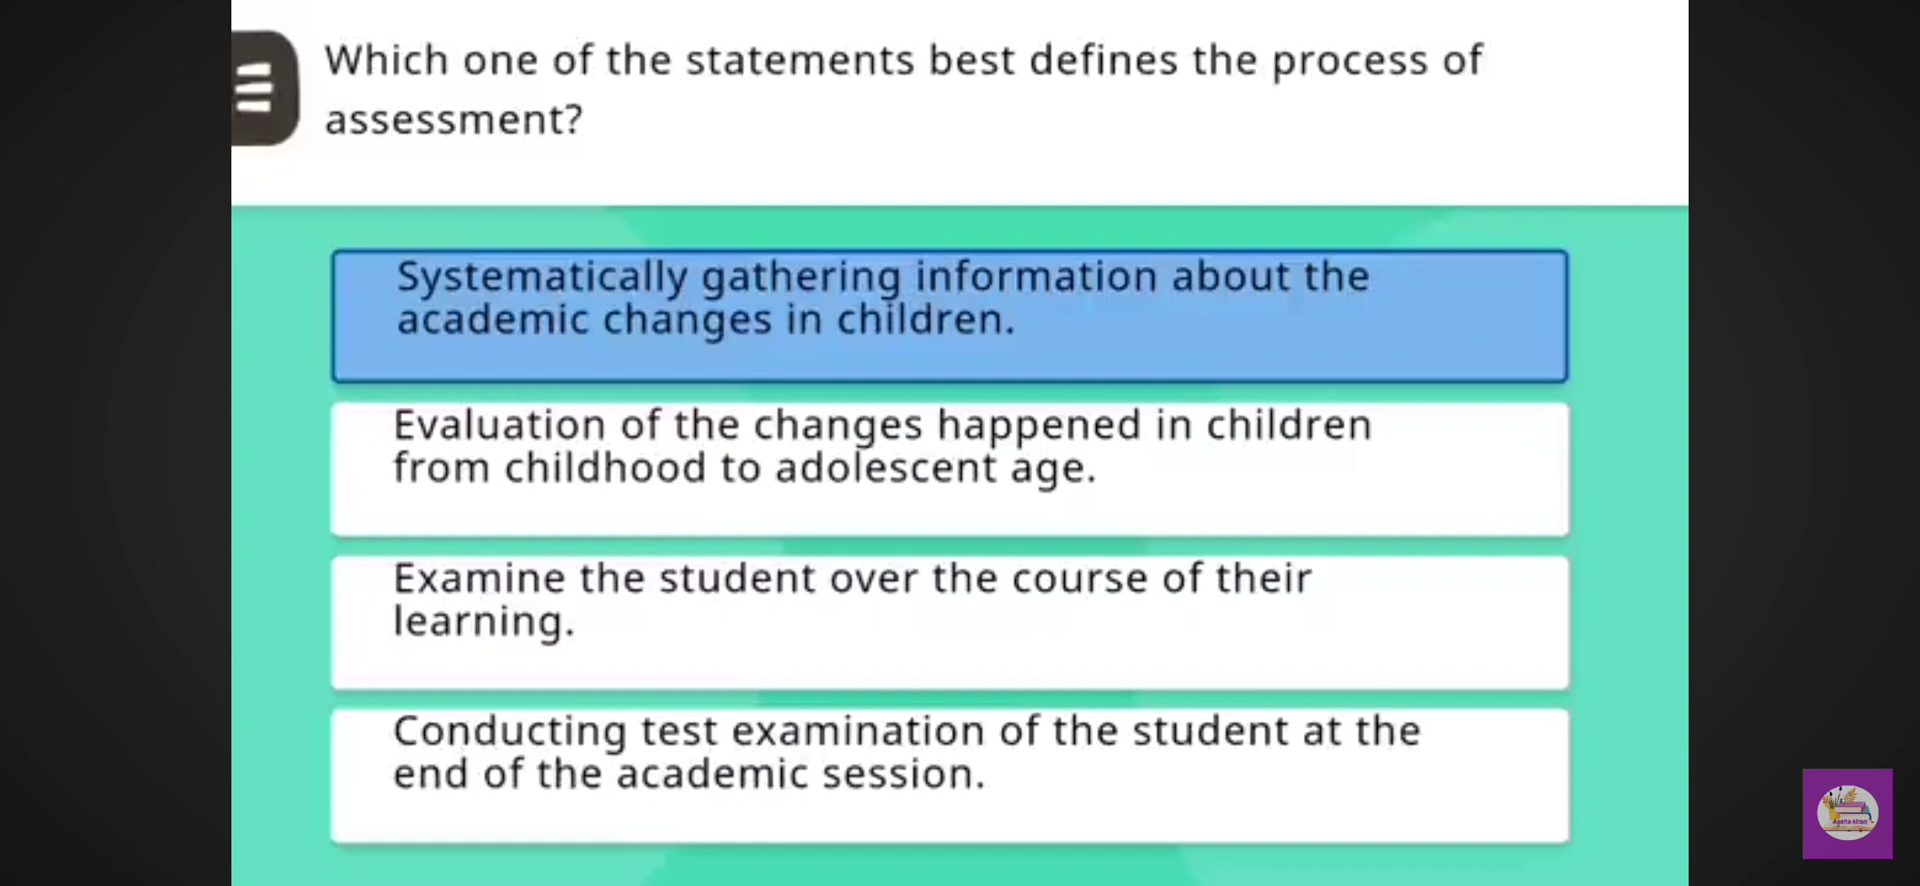 Which one of the statements best defines the process of
assessment?
Systematically gathering information about the
academic changes in children.
Evaluation of the changes happened in children
from childhood to adolescent age.
Examine the student over the course of their
learning.
Conducting test examination of the student at the
end of the academic session.